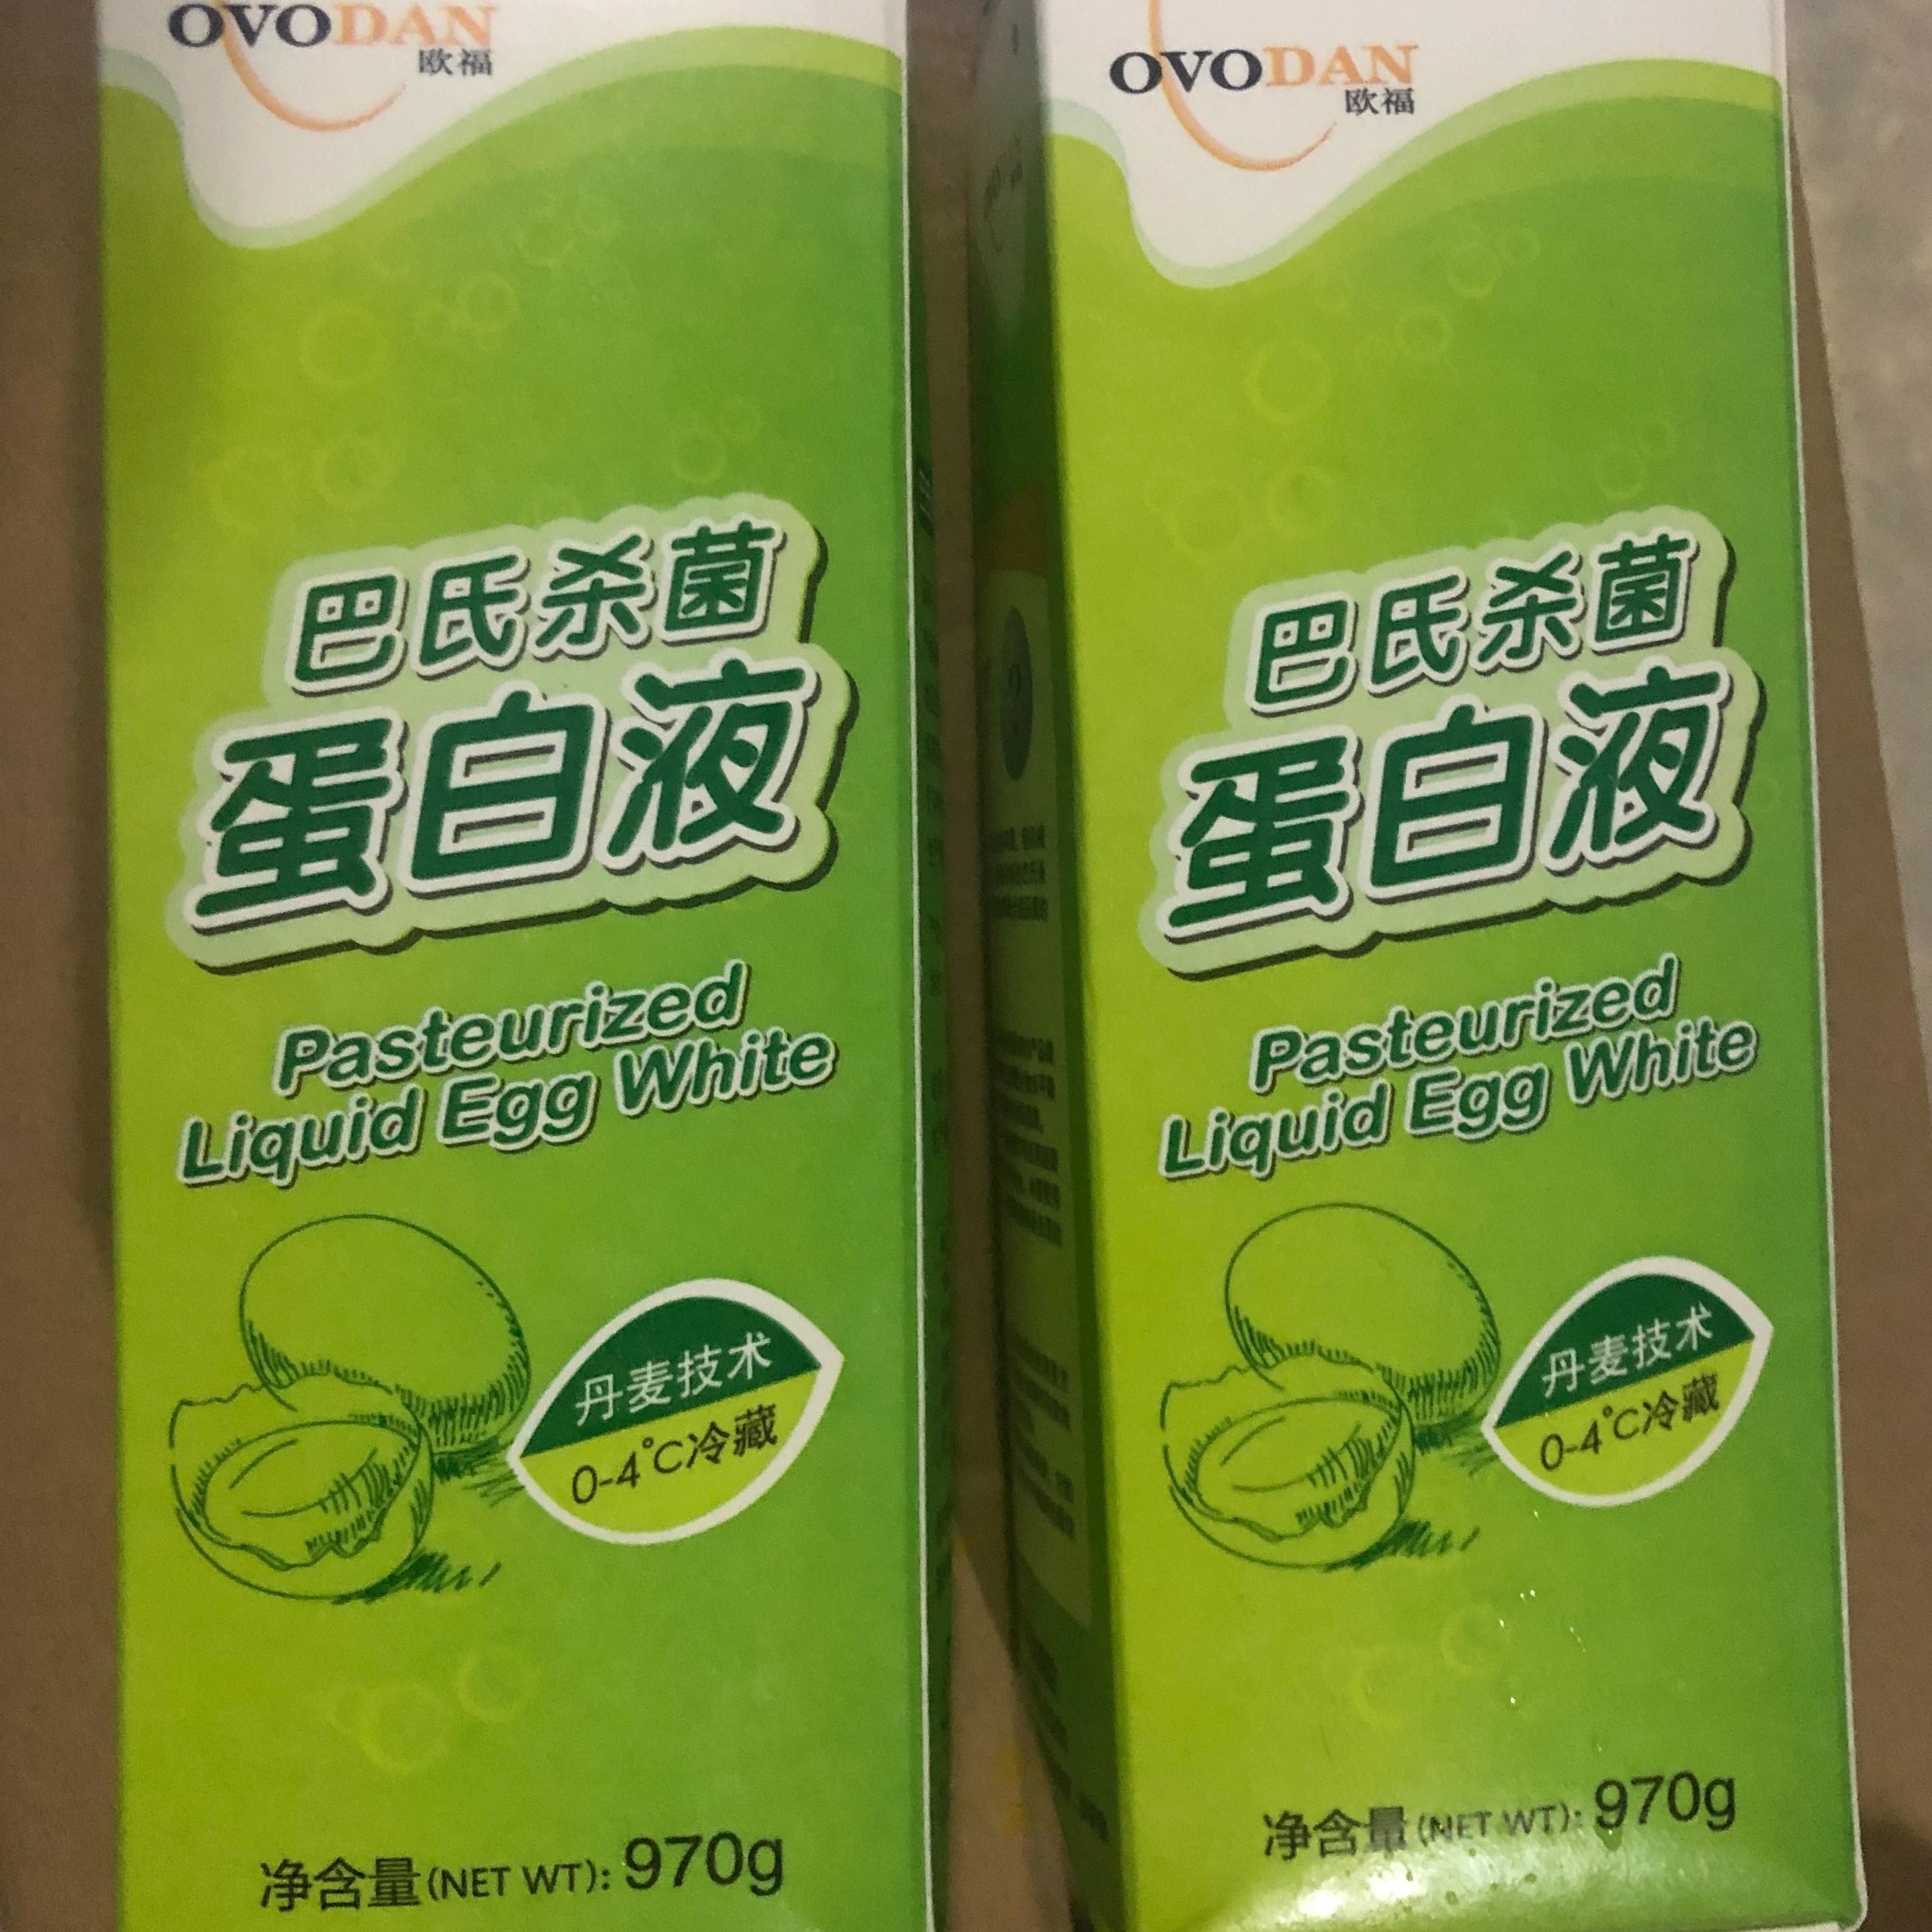 OVODAN
欧福
巴氏杀菌
蛋白液
Pasteurized
Liquid Egg White
丹麦技术
0-4°C冷藏
净含量(NET WT): 970g
OVODAN
欧福
巴氏杀菌
蛋白液
Pasteurized
Liquid Egg White
丹麦技术
0-4°C冷藏
净含量(NET WT): 970g